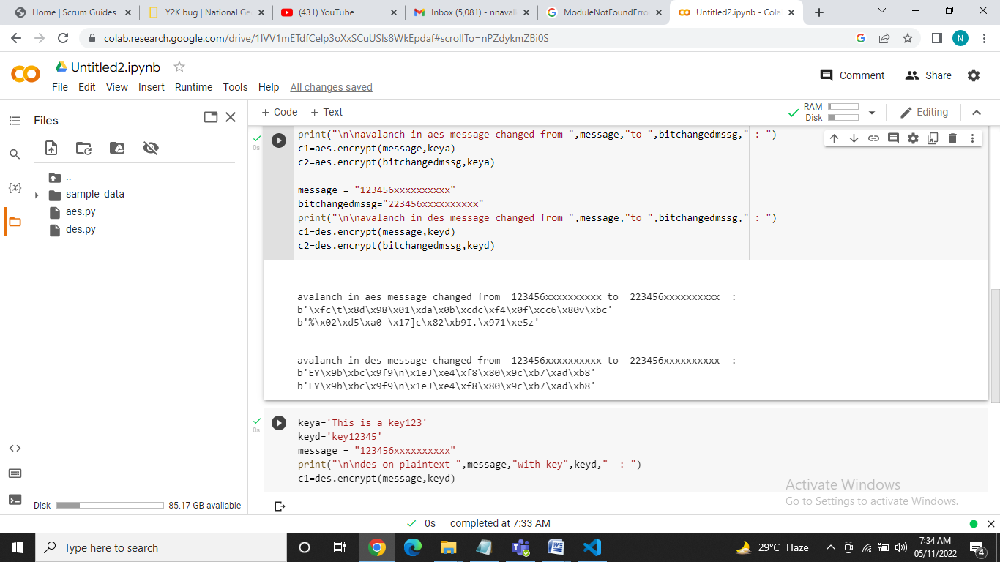 Home | Scrum Guides
Y2K bug | National Ge
(431) YouTube
Inbox (5,081) - nnavall
ModuleNotFoundErro
Untitled2.ipynb - Cola
colab.research.google.com/drive/1lVV1mETdfCelp3oXxSCuUSIs8WkEpdaf#scrollTo=nPZdykmZBi0S
N
Untitled2.ipynb
File Edit View Insert Runtime Tools Help All changes saved
Comment
Share
Files
+ Code + Text
RAM
Disk
Editing
{x}
..
sample_data
aes.py
des.py
0s
print("\n\navalanch in aes message changed from ",message,"to ",bitchangedmssg," : ")
c1=aes.encrypt(message,keya)
c2=aes.encrypt(bitchangedmssg,keya)
message = "123456xxxxxxxxxx"
bitchangedmssg="223456xxxxxxxxxx"
print("\n\navalanch in des message changed from ",message,"to ",bitchangedmssg," : ")
c1=des.encrypt(message,keyd)
c2=des.encrypt(bitchangedmssg,keyd)
avalanch in aes message changed from  123456xxxxxxxxxx to  223456xxxxxxxxxx  :
b'\xfc\t\x8d\x98\x01\xda\x0b\xcdc\xf4\x0f\xcc6\x80v\xbc'
b'%\x02\xd5\xa0-\x17]c\x82\xb9I.\x971\xe5z'
avalanch in des message changed from  123456xxxxxxxxxx to  223456xxxxxxxxxx  :
b'EY\x9b\xbc\x9f9\n\x1eJ\xe4\xf8\x80\x9c\xb7\xad\xb8'
b'FY\x9b\xbc\x9f9\n\x1eJ\xe4\xf8\x80\x9c\xb7\xad\xb8'
0s
keya='This is a key123'
keyd='key12345'
message = "123456xxxxxxxxxx"
print("\n\ndes on plaintext ",message,"with key",keyd,"  : ")
c1=des.encrypt(message,keyd)
Disk
85.17 GB available
Activate Windows
Go to Settings to activate Windows.
0s completed at 7:33 AM
Type here to search
29°C Haze
7:34 AM
05/11/2022
4